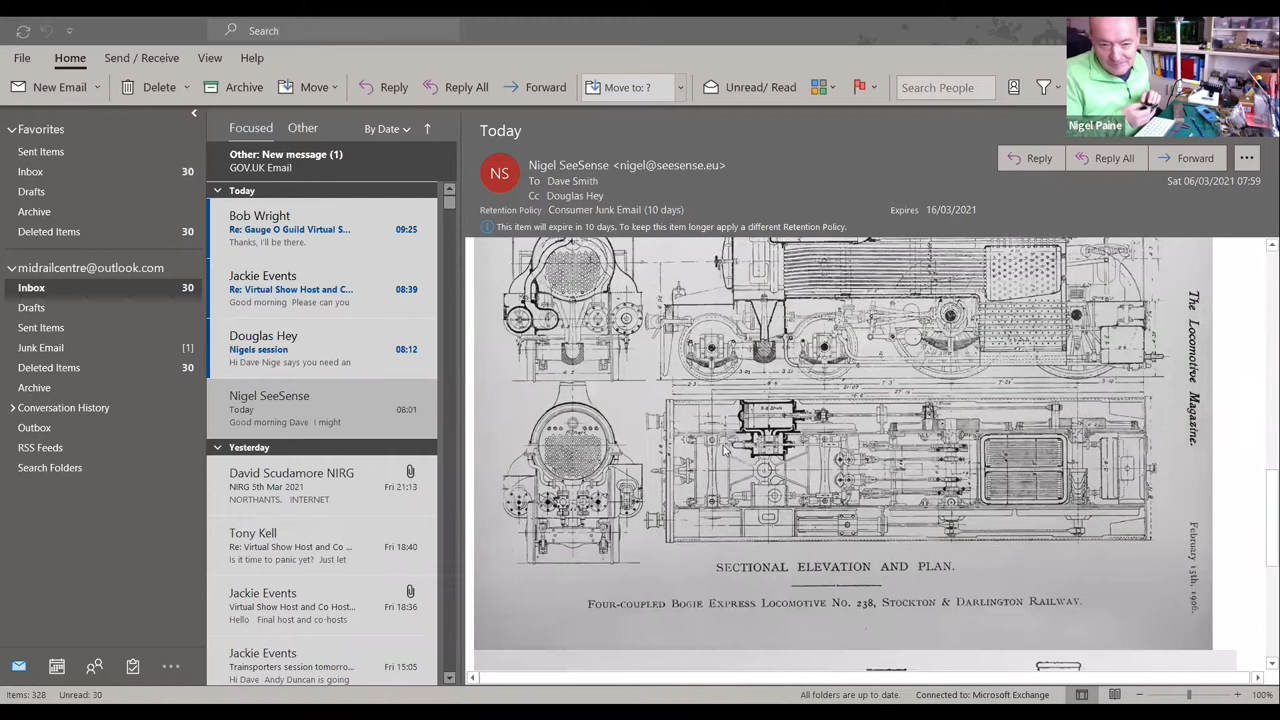 Search
Nigel Paine
File Home Send / Receive View Help
New Email Delete Archive Move Reply Reply All Forward Move to: ? Unread/ Read Search People
Favorites
Sent Items
Inbox 30
Drafts
Archive
Deleted Items 30
midrailcentre@outlook.com
Inbox 30
Drafts
Sent Items
Junk Email [1]
Deleted Items 30
Archive
Conversation History
Outbox
RSS Feeds
Search Folders
Focused Other By Date
Other: New message (1)
GOV.UK Email
Today
Bob Wright
Re: Gauge O Guild Virtual S... 09:25
Thanks, i'll be there.
Jackie Events
Re: Virtual Show Host and C... 08:39
Good morning Please can you
Douglas Hey
Nigels session 08:12
Hi Dave Nige says you need an
Nigel SeeSense
Today 08:01
Good morning Dave I might
Yesterday
David Scudamore NIRG
NIRG 5th Mar 2021 Fri 21:13
NORTHANTS. INTERNET
Tony Kell
Re: Virtual Show Host and Co ... Fri 18:40
Is it time to panic yet? Just let
Jackie Events
Virtual Show Host and Co Host... Fri 18:36
Hello Final host and co-hosts
Jackie Events
Trainsporters session tomorro... Fri 15:05
Hi Dave Andy Duncan is going
Today
NS
Nigel SeeSense <nigel@seesense.eu>
To Dave Smith
Cc Douglas Hey
Retention Policy Consumer Junk Email (10 days) Expires 16/03/2021
Reply Reply All Forward
Sat 06/03/2021 07:59
This item will expire in 10 days. To keep this item longer apply a different Retention Policy.
The Locomotive Magazine.
February 15th, 1906.
SECTIONAL ELEVATION AND PLAN.
FOUR-COUPLED BOGIE EXPRESS LOCOMOTIVE NO. 238, STOCKTON & DARLINGTON RAILWAY.
Items: 328 Unread: 30 All folders are up to date. Connected to: Microsoft Exchange 100%